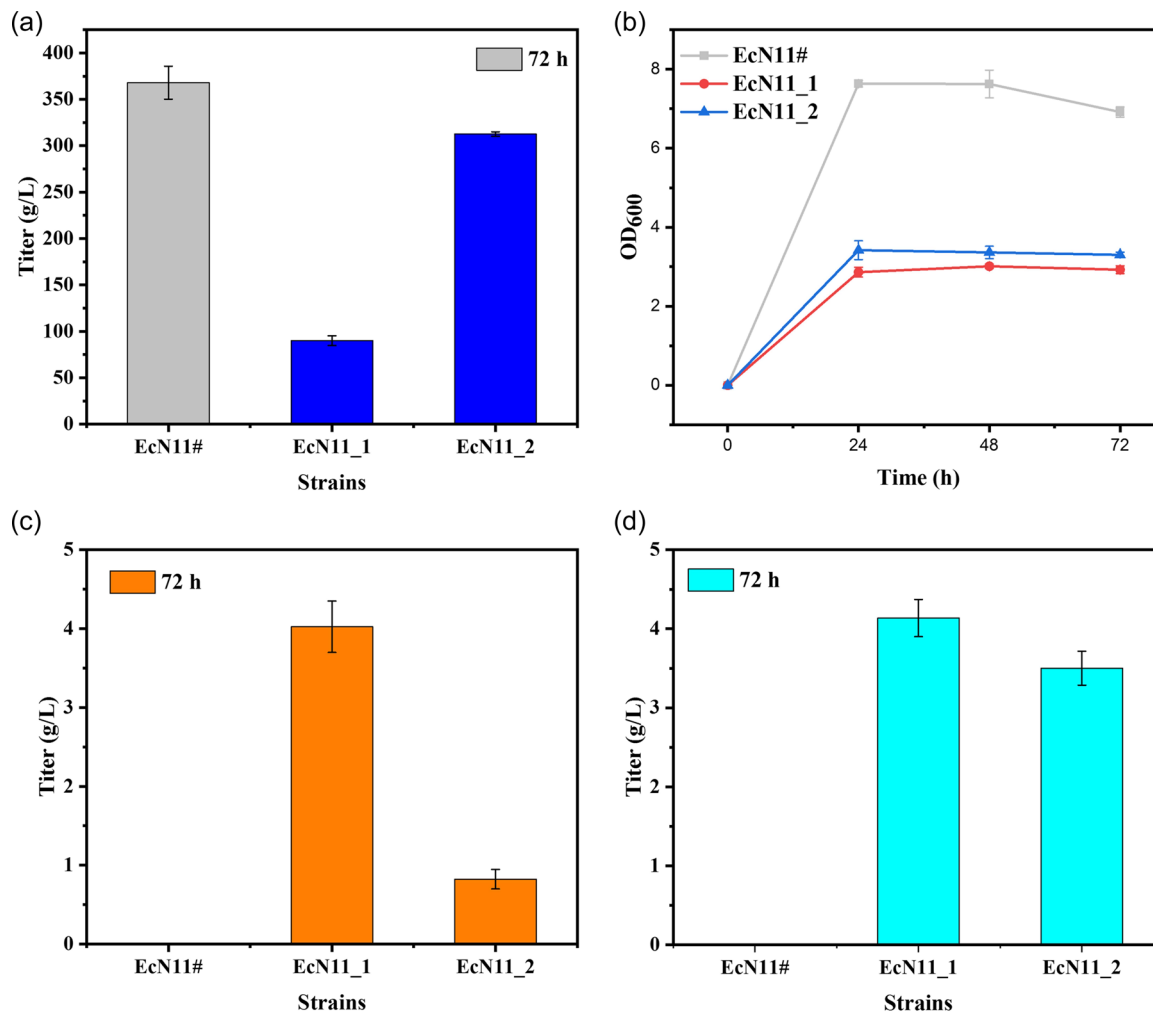 (a)
72 h
400
350
300
250
200
150
100
50
0
Titer (g/L)
EcN11# EcN11_1 EcN11_2
Strains
(b)
EcN11#
EcN11_1
EcN11_2
8
6
4
2
0
OD600
0 24 48 72
Time (h)
(c)
72 h
5
4
3
2
1
0
Titer (g/L)
EcN11# EcN11_1 EcN11_2
Strains
(d)
72 h
5
4
3
2
1
0
Titer (g/L)
EcN11# EcN11_1 EcN11_2
Strains